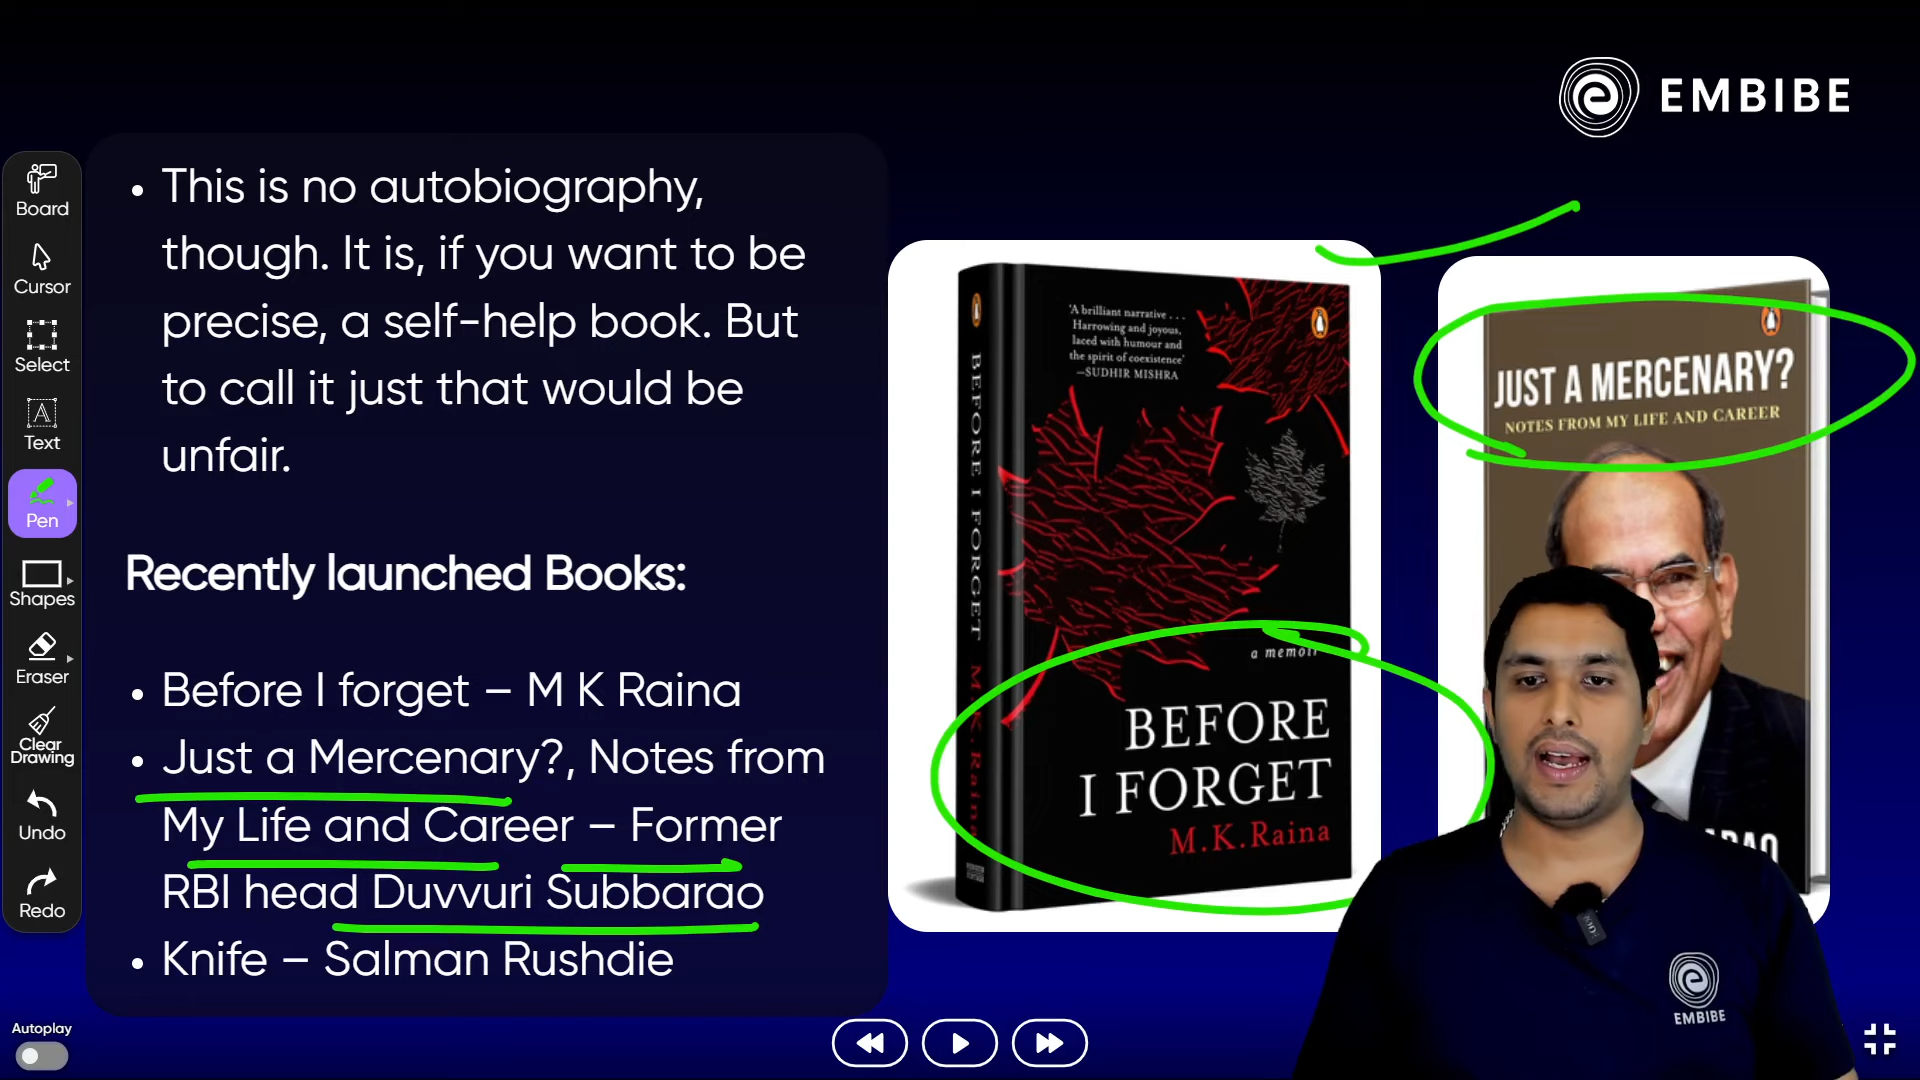 EMBIBE
• This is no autobiography,
though. It is, if you want to be
precise, a self-help book. But
to call it just that would be
unfair.
Recently launched Books:
• Before I forget – M K Raina
• Just a Mercenary?, Notes from
My Life and Career – Former
RBI head Duvvuri Subbarao
• Knife – Salman Rushdie
Board
Cursor
Select
Text
Pen
Shapes
Eraser
Clear
Drawing
Undo
Redo
Autoplay
BEFORE I FORGET M.K. Raina
'A brilliant narrative . . .
Harrowing and joyous,
laced with humour and
the spirit of coexistence'
—SUDHIR MISHRA
a memoir
BEFORE
I FORGET
M.K.Raina
JUST A MERCENARY?
NOTES FROM MY LIFE AND CAREER
EMBIBE